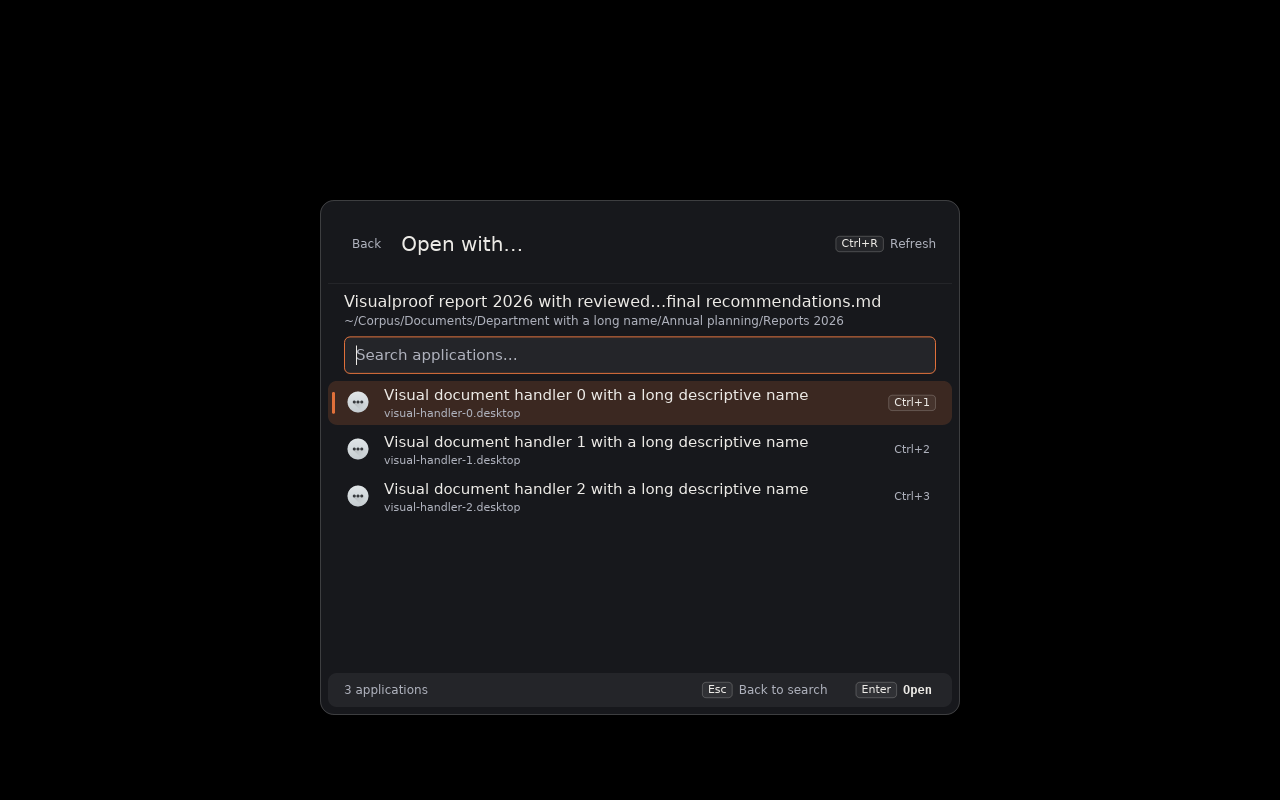 Back Open with… Ctrl+R Refresh
Visualproof report 2026 with reviewed…final recommendations.md
~/Corpus/Documents/Department with a long name/Annual planning/Reports 2026
Search applications…
Visual document handler 0 with a long descriptive name
visual-handler-0.desktop
Ctrl+1
Visual document handler 1 with a long descriptive name
visual-handler-1.desktop
Ctrl+2
Visual document handler 2 with a long descriptive name
visual-handler-2.desktop
Ctrl+3
3 applications Esc Back to search Enter Open